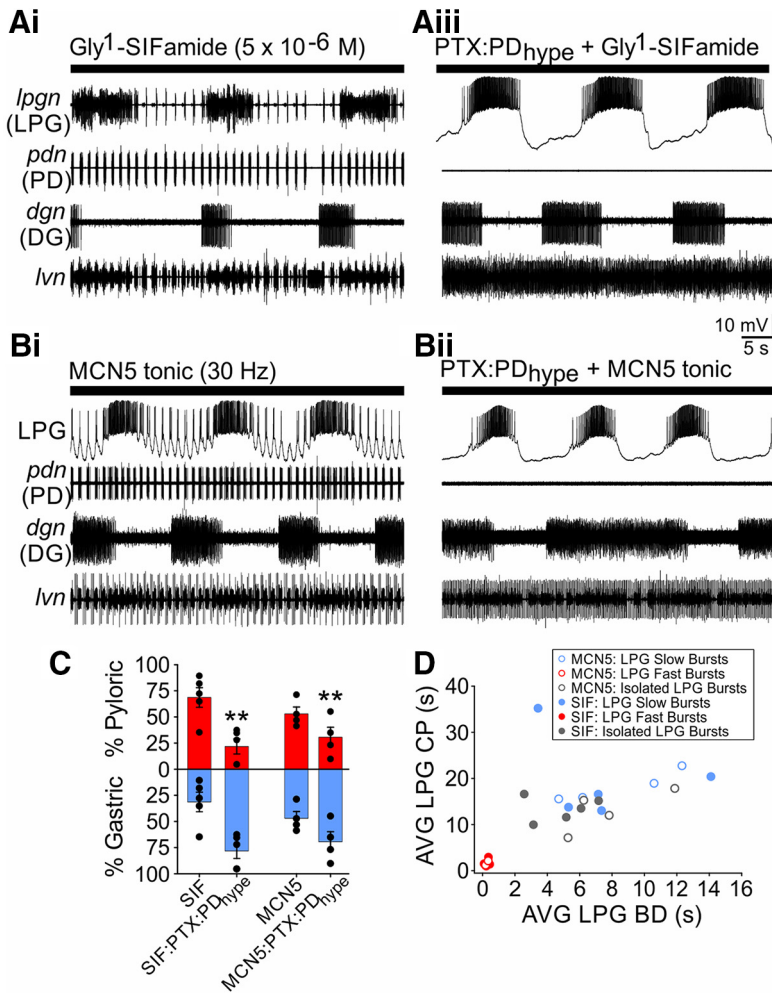 Ai
Aiii
Gly1-SIFamide (5 x 10-6 M)
PTX:PDhype + Gly1-SIFamide
lpgn
(LPG)
pdn
(PD)
dgn
(DG)
lvn
10 mV
5 s
Bi
Bii
MCN5 tonic (30 Hz)
PTX:PDhype + MCN5 tonic
LPG
pdn
(PD)
dgn
(DG)
lvn
C
% Pyloric
% Gastric
100
75
50
25
0
25
50
75
100
**
**
SIF
SIF:PTX:PDhype
MCN5
MCN5:PTX:PDhype
D
MCN5: LPG Slow Bursts
MCN5: LPG Fast Bursts
MCN5: Isolated LPG Bursts
SIF: LPG Slow Bursts
SIF: LPG Fast Bursts
SIF: Isolated LPG Bursts
AVG LPG CP (s)
40
30
20
10
0
0 2 4 6 8 10 12 14 16
AVG LPG BD (s)